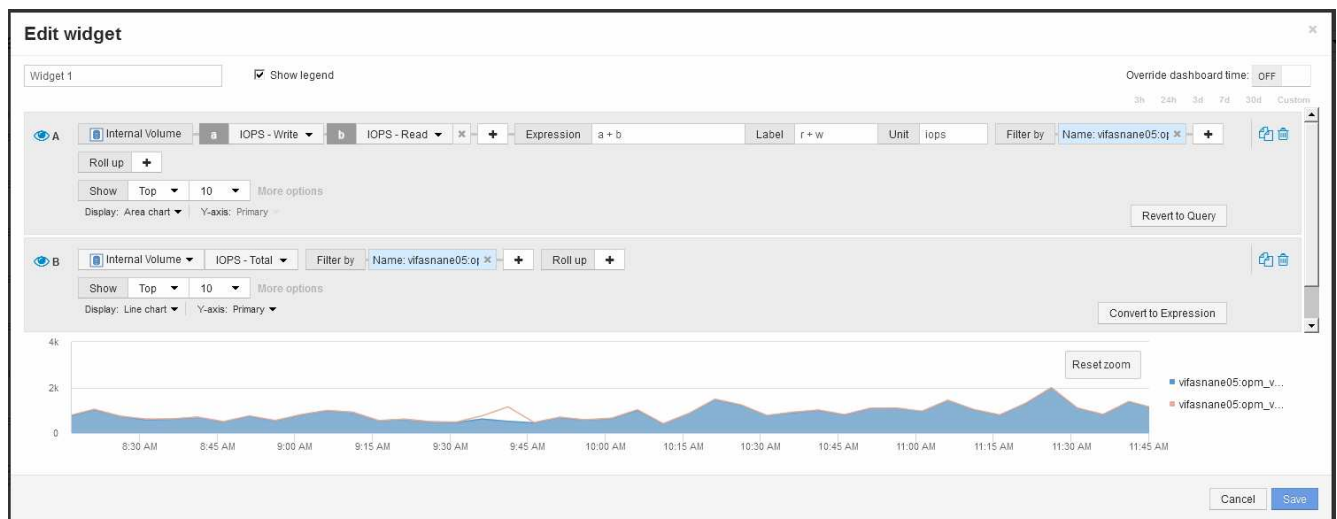 Edit widget
×
Widget 1
Show legend
Override dashboard time: OFF
3h 24h 3d 7d 30d Custom
A Internal Volume a IOPS - Write b IOPS - Read × + Expression a + b Label r + w Unit iops Filter by Name: vifasnane05:op × +
Roll up +
Show Top 10 More options
Display: Area chart Y-axis: Primary
Revert to Query
B Internal Volume IOPS - Total Filter by Name: vifasnane05:op × + Roll up +
Show Top 10 More options
Display: Line chart Y-axis: Primary
Convert to Expression
4k
Reset zoom
2k
vifasnane05:opm_v...
vifasnane05:opm_v...
0
8:30 AM 8:45 AM 9:00 AM 9:15 AM 9:30 AM 9:45 AM 10:00 AM 10:15 AM 10:30 AM 10:45 AM 11:00 AM 11:15 AM 11:30 AM 11:45 AM
Cancel Save